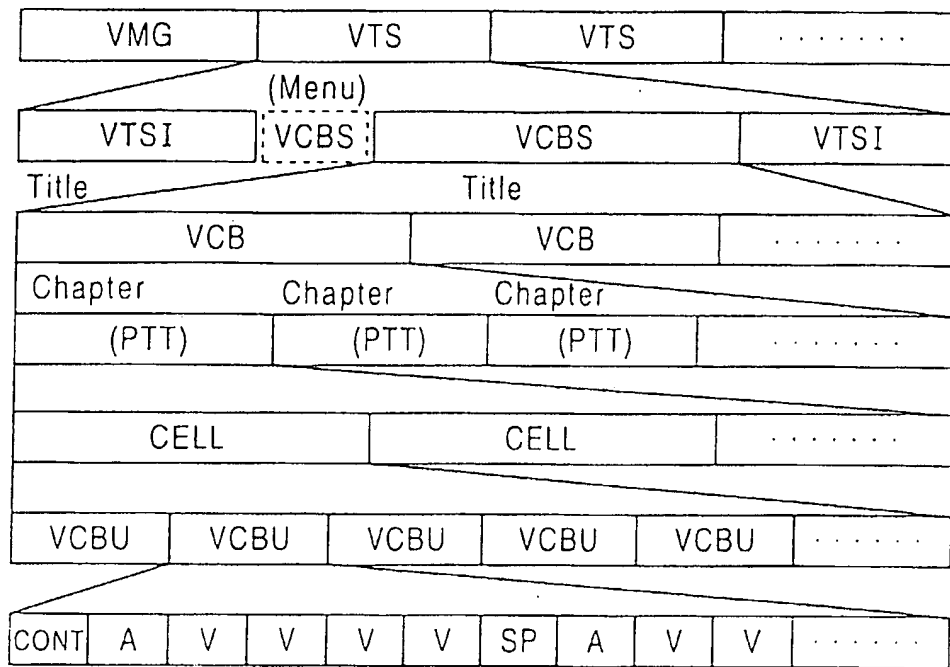 VMG VTS VTS .......
(Menu)
VTSI VCBS VCBS VTSI
Title Title
VCB VCB .......
Chapter Chapter Chapter
(PTT) (PTT) (PTT) .......
CELL CELL .......
VCBU VCBU VCBU VCBU VCBU ......
CONT A V V V V SP A V V ......